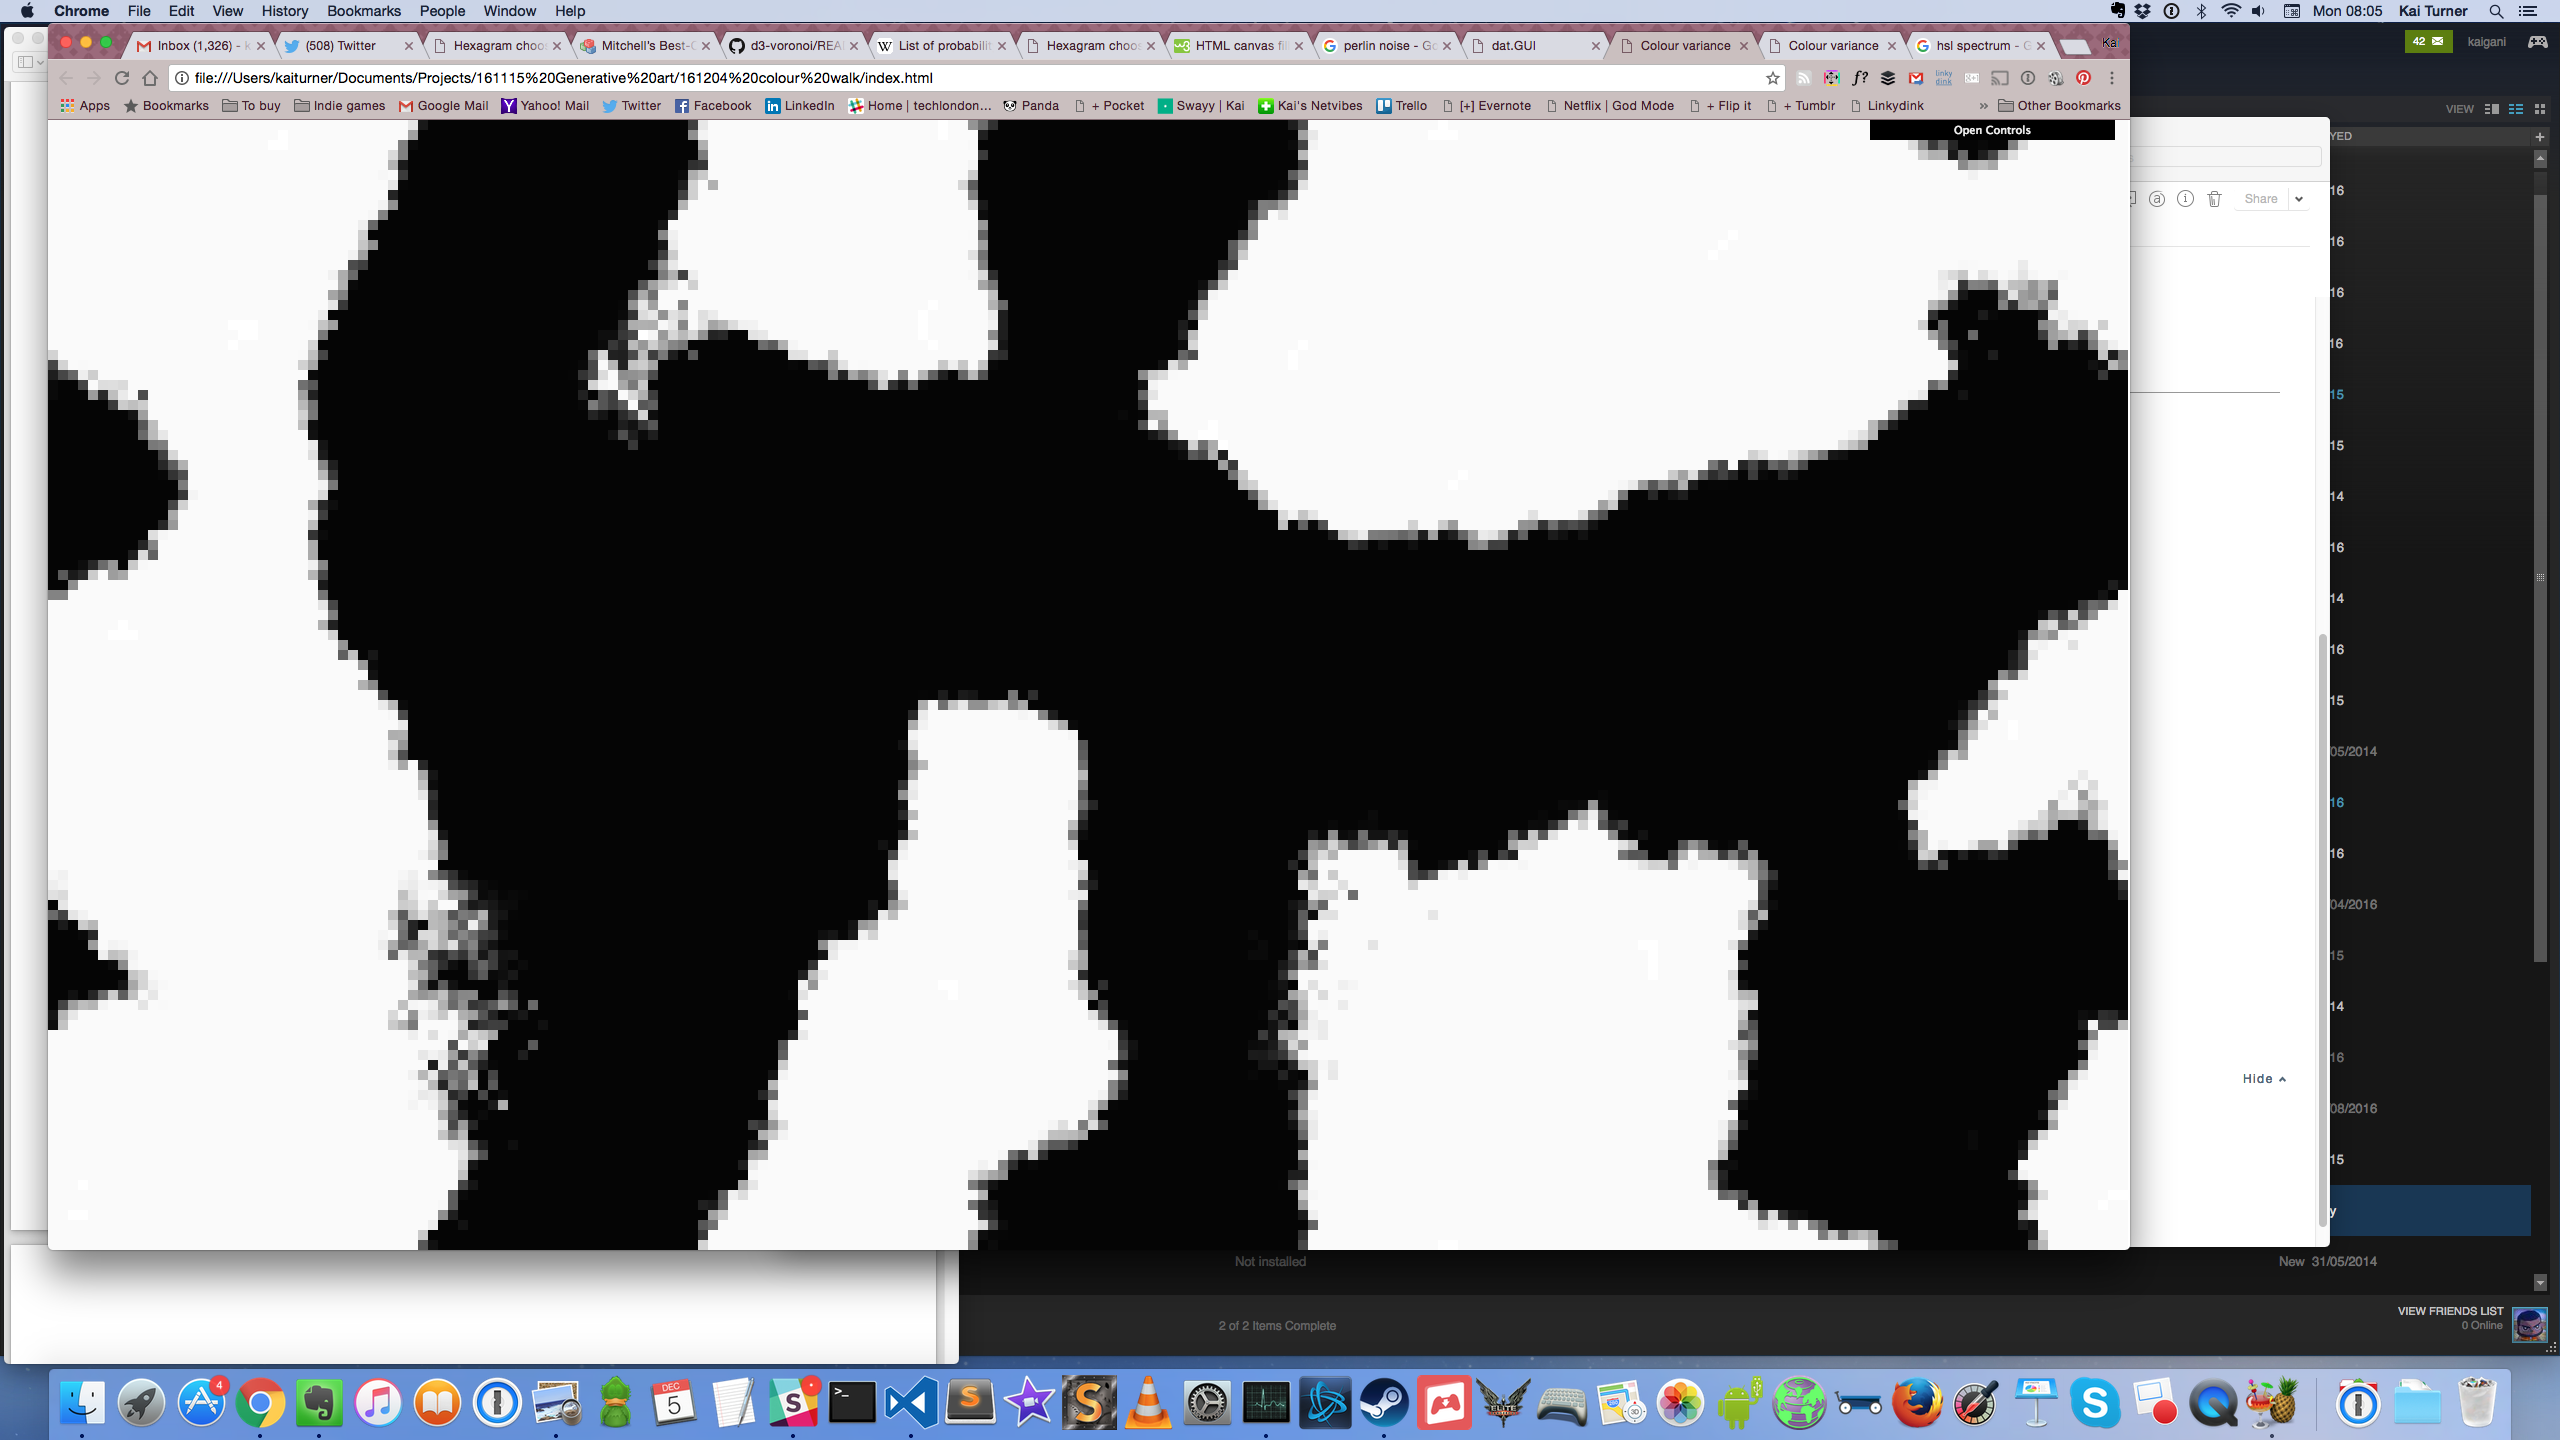 Chrome File Edit View History Bookmarks People Window Help
Mon 08:05 Kai Turner
Inbox (1,326) - k
(508) Twitter
Hexagram choo
Mitchell's Best-C
d3-voronoi/REA
List of probabilit
Hexagram choo
HTML canvas fil
perlin noise - Go
dat.GUI
Colour variance
Colour variance
hsl spectrum - G
Kai
file:///Users/kaiturner/Documents/Projects/161115%20Generative%20art/161204%20colour%20walk/index.html
Apps Bookmarks To buy Indie games Google Mail Yahoo! Mail Twitter Facebook LinkedIn Home | techlondon... Panda + Pocket Swayy | Kai Kai's Netvibes Trello [+] Evernote Netflix | God Mode + Flip it + Tumblr Linkydink » Other Bookmarks
Open Controls
42 kaigani
VIEW
YED
Share
16
16
16
16
15
15
14
16
14
16
15
05/2014
16
16
04/2016
15
14
16
Hide
08/2016
15
y
Not installed
New 31/05/2014
VIEW FRIENDS LIST
0 Online
2 of 2 Items Complete
4
DEC
5